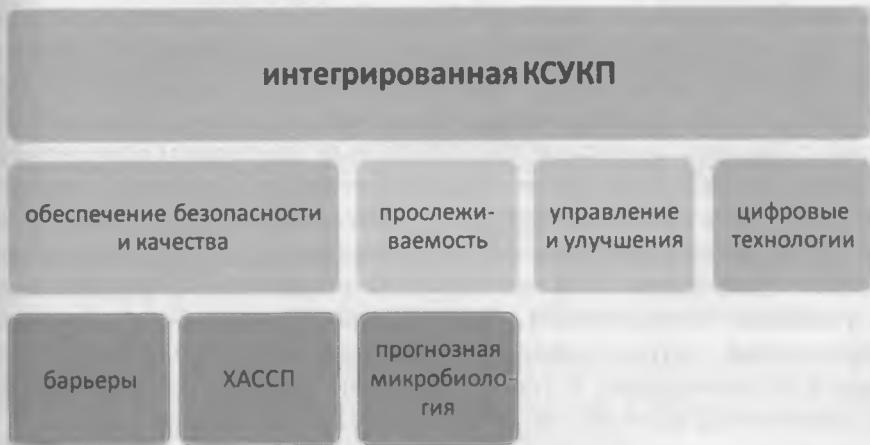 интегрированная КСУКП
обеспечение безопасности
и качества
прослежи-
ваемость
управление
и улучшения
цифровые
технологии
барьеры
ХАССП
прогнозная
микробиоло-
гия